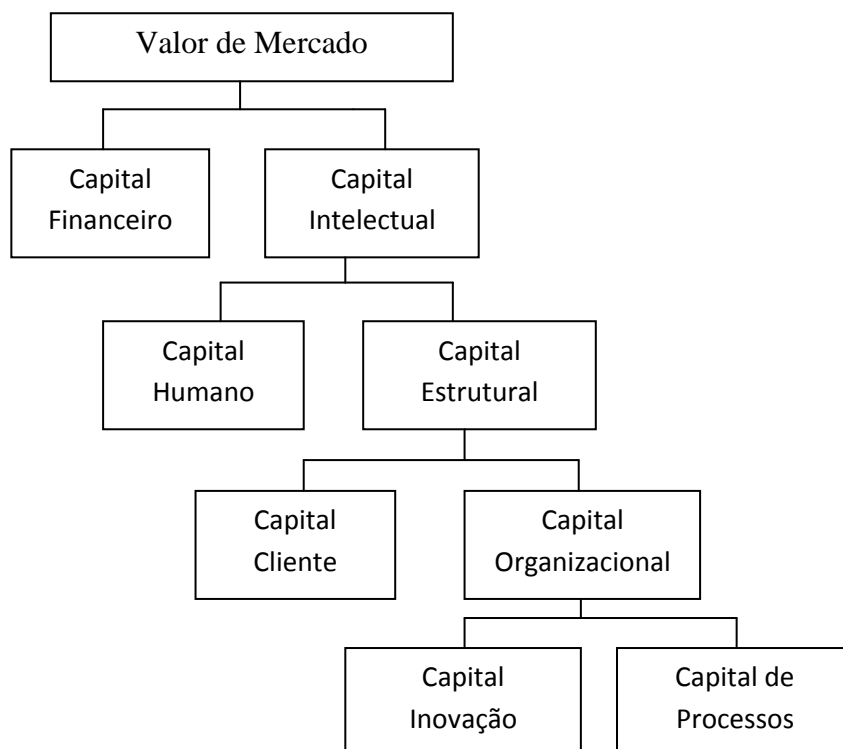 Valor de Mercado
Capital
Financeiro
Capital
Intelectual
Capital
Humano
Capital
Estrutural
Capital
Cliente
Capital
Organizacional
Capital
Inovação
Capital de
Processos